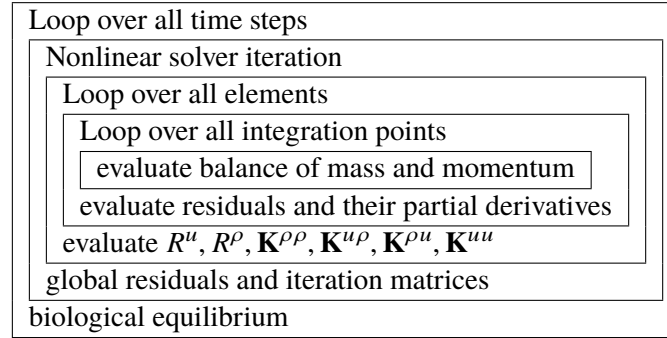 Loop over all time steps
Nonlinear solver iteration
Loop over all elements
Loop over all integration points
evaluate balance of mass and momentum
evaluate residuals and their partial derivatives
evaluate R^u, R^ρ, K^ρρ, K^uρ, K^ρu, K^uu
global residuals and iteration matrices
biological equilibrium